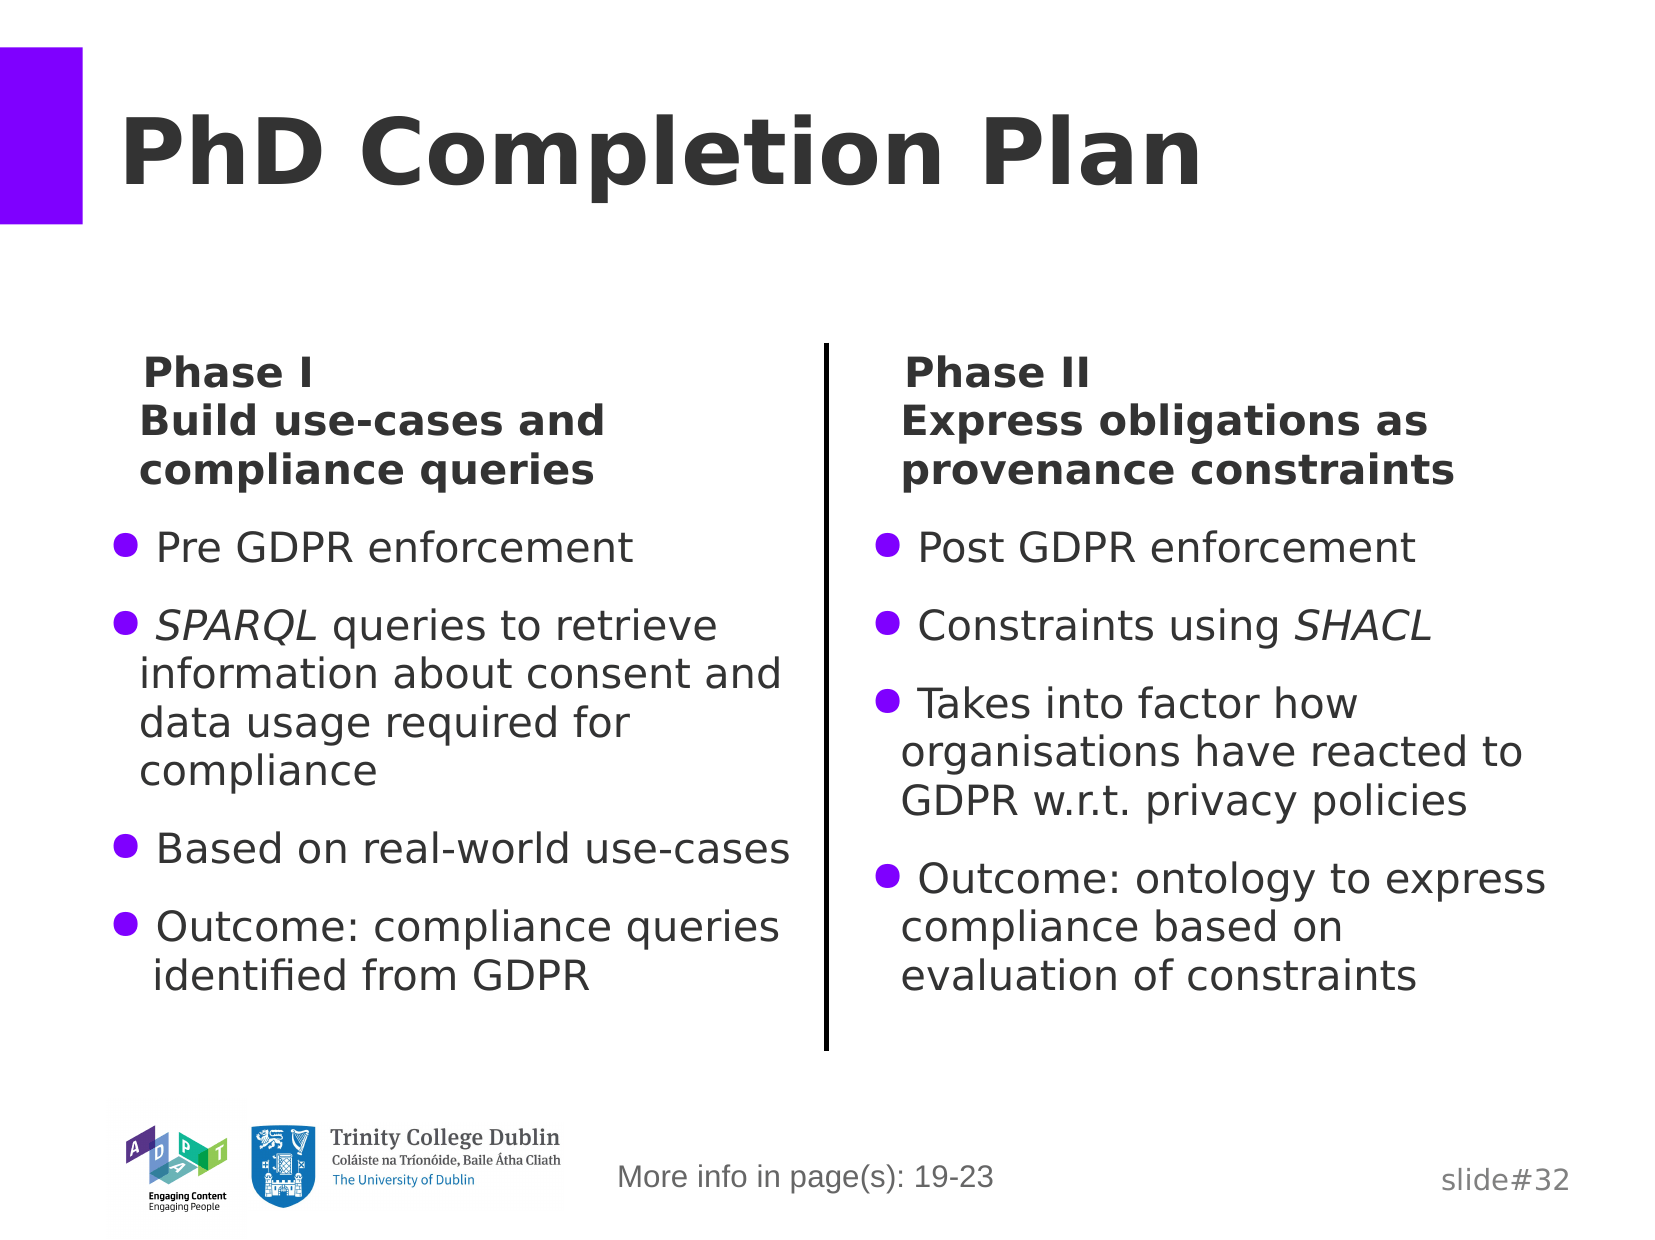 PhD Completion Plan
Phase I
Build use-cases and
compliance queries
● Pre GDPR enforcement
● SPARQL queries to retrieve
information about consent and
data usage required for
compliance
● Based on real-world use-cases
● Outcome: compliance queries
identified from GDPR
Phase II
Express obligations as
provenance constraints
● Post GDPR enforcement
● Constraints using SHACL
● Takes into factor how
organisations have reacted to
GDPR w.r.t. privacy policies
● Outcome: ontology to express
compliance based on
evaluation of constraints
ADAPT
Engaging Content
Engaging People
Trinity College Dublin
Coláiste na Tríonóide, Baile Átha Cliath
The University of Dublin
More info in page(s): 19-23
slide#32